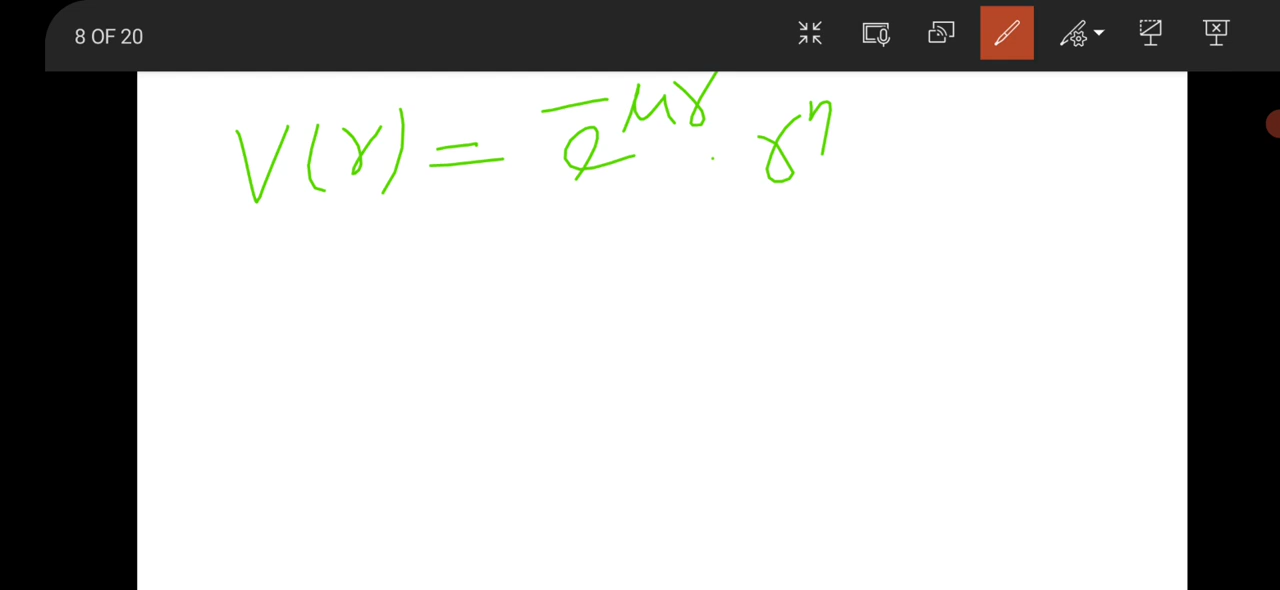 8 OF 20
V(r) = e^{-μr} . r^n